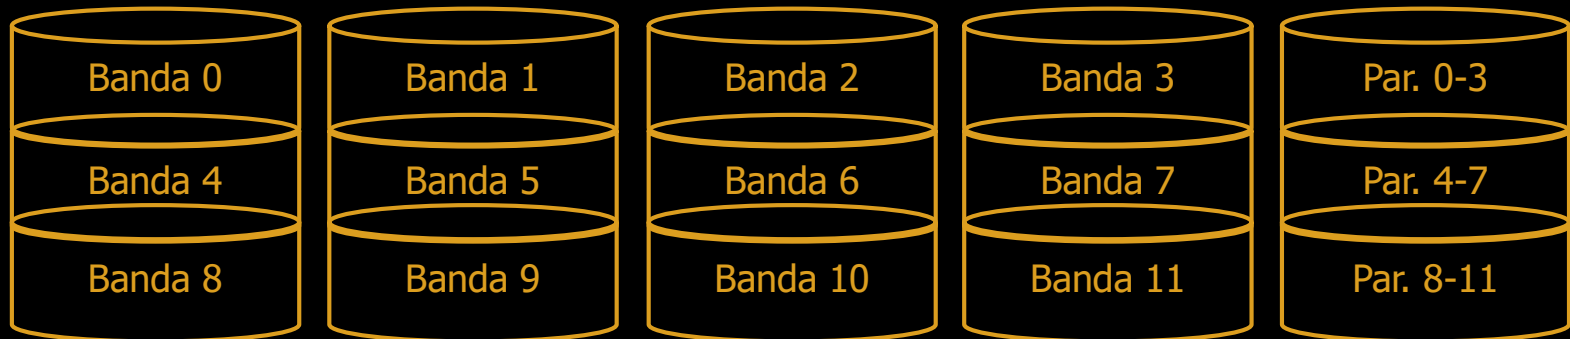 Banda 0
Banda 1
Banda 2
Banda 3
Par. 0-3
Banda 4
Banda 5
Banda 6
Banda 7
Par. 4-7
Banda 8
Banda 9
Banda 10
Banda 11
Par. 8-11